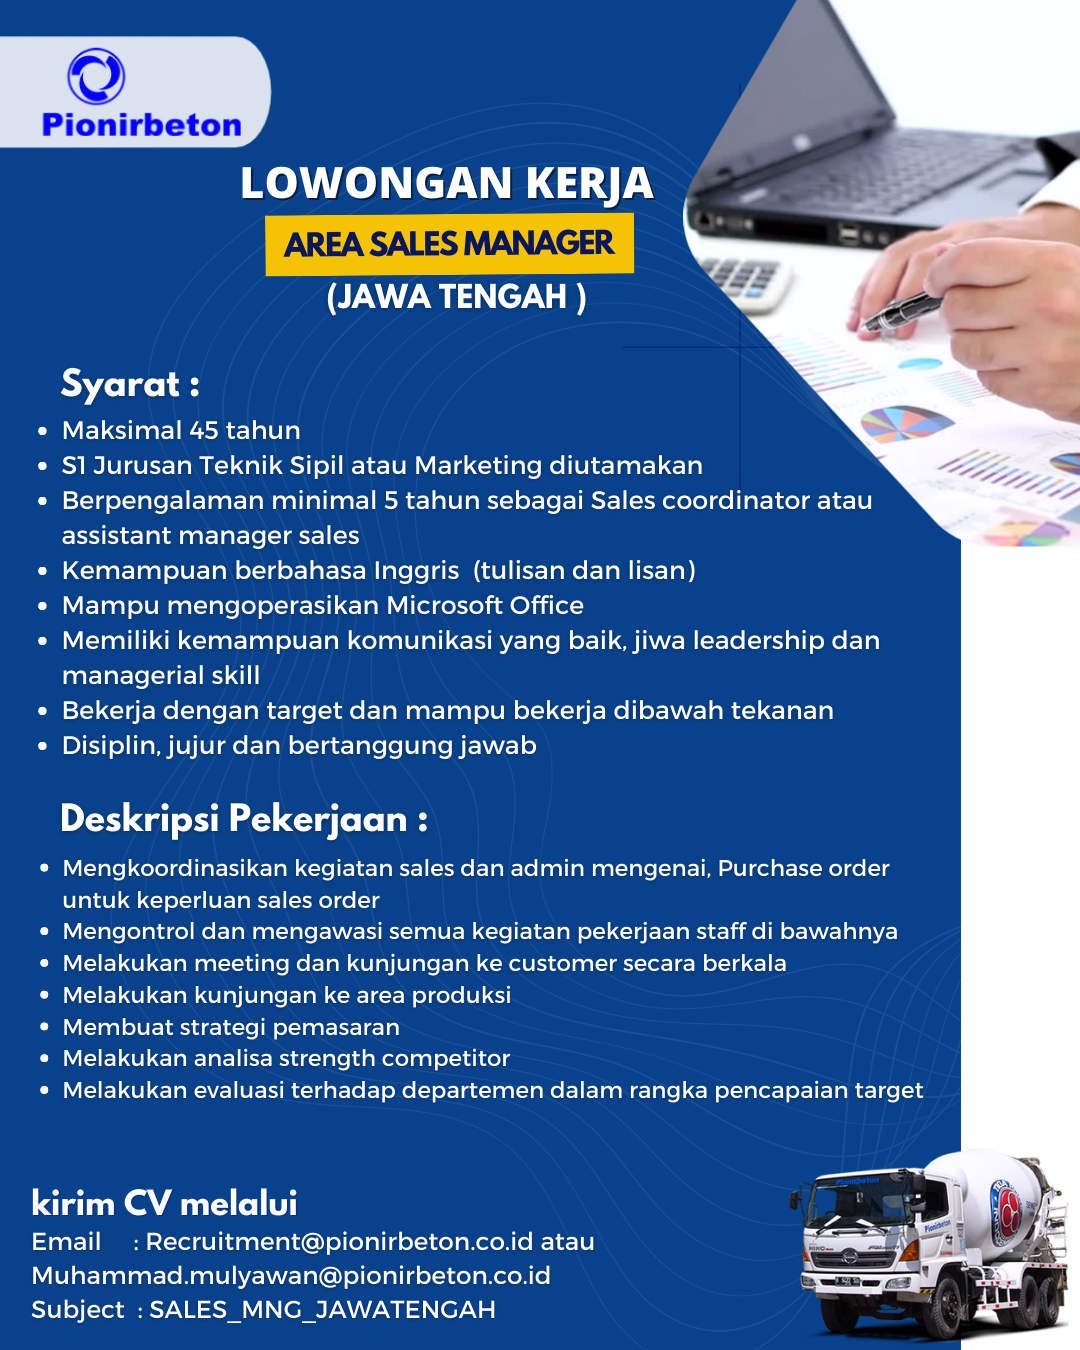 Pionirbeton
LOWONGAN KERJA
AREA SALES MANAGER
(JAWA TENGAH )
Syarat :
• Maksimal 45 tahun
• S1 Jurusan Teknik Sipil atau Marketing diutamakan
• Berpengalaman minimal 5 tahun sebagai Sales coordinator atau
assistant manager sales
• Kemampuan berbahasa Inggris (tulisan dan lisan)
• Mampu mengoperasikan Microsoft Office
• Memiliki kemampuan komunikasi yang baik, jiwa leadership dan
managerial skill
• Bekerja dengan target dan mampu bekerja dibawah tekanan
• Disiplin, jujur dan bertanggung jawab
Deskripsi Pekerjaan :
• Mengkoordinasikan kegiatan sales dan admin mengenai, Purchase order
untuk keperluan sales order
• Mengontrol dan mengawasi semua kegiatan pekerjaan staff di bawahnya
• Melakukan meeting dan kunjungan ke customer secara berkala
• Melakukan kunjungan ke area produksi
• Membuat strategi pemasaran
• Melakukan analisa strength competitor
• Melakukan evaluasi terhadap departemen dalam rangka pencapaian target
kirim CV melalui
Email : Recruitment@pionirbeton.co.id atau
Muhammad.mulyawan@pionirbeton.co.id
Subject : SALES_MNG_JAWATENGAH
Pionirbeton
Pionirbeton
HINO